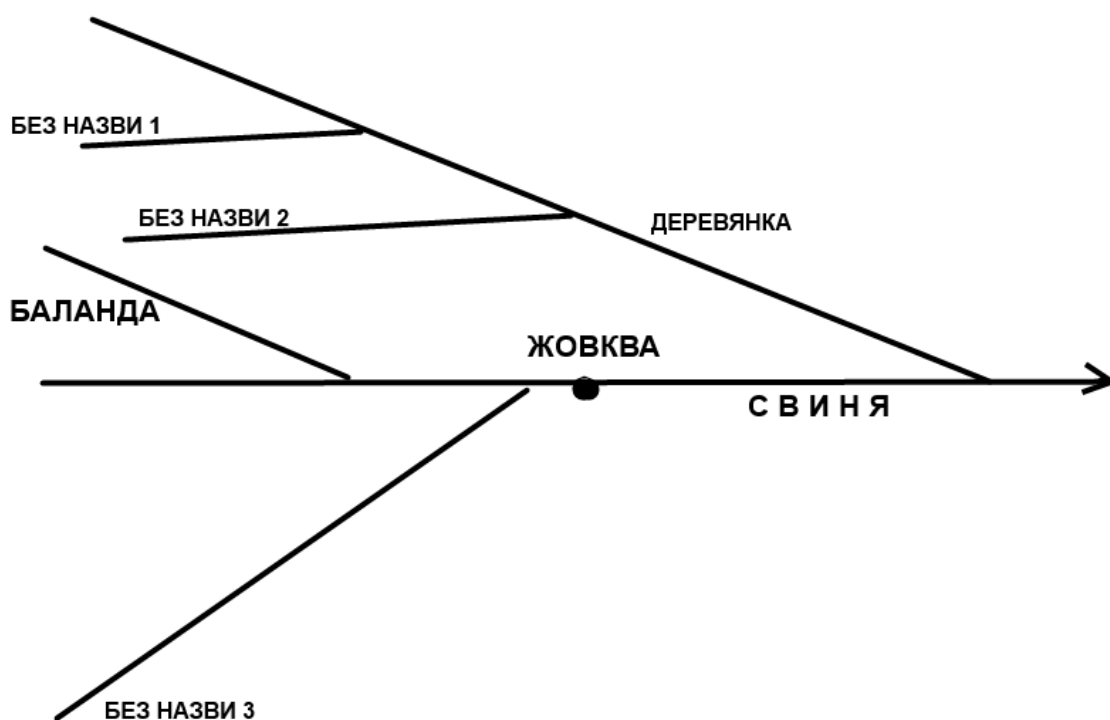 БЕЗ НАЗВИ 1
БЕЗ НАЗВИ 2
ДЕРЕВЯНКА
БАЛАНДА
ЖОВКВА
С В И Н Я
БЕЗ НАЗВИ 3